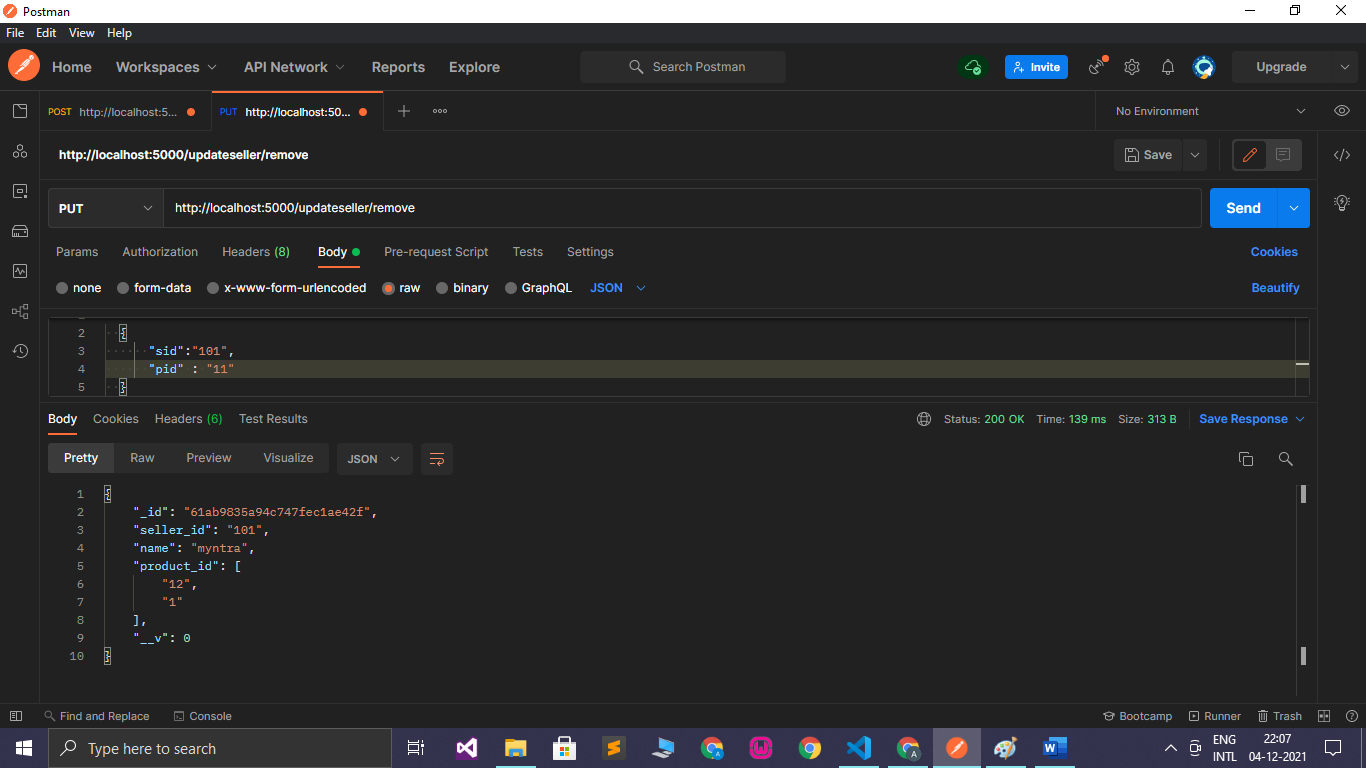 Postman
File Edit View Help
Home Workspaces API Network Reports Explore Search Postman Invite Upgrade
POST http://localhost:5... PUT http://localhost:50... No Environment
http://localhost:5000/updateseller/remove Save
PUT http://localhost:5000/updateseller/remove Send
Params Authorization Headers (8) Body Pre-request Script Tests Settings Cookies
none form-data x-www-form-urlencoded raw binary GraphQL JSON Beautify
2 {
3 "sid":"101",
4 "pid" : "11"
5 }
Body Cookies Headers (6) Test Results Status: 200 OK Time: 139 ms Size: 313 B Save Response
Pretty Raw Preview Visualize JSON
1 {
2 "_id": "61ab9835a94c747fec1ae42f",
3 "seller_id": "101",
4 "name": "myntra",
5 "product_id": [
6 "12",
7 "1"
8 ],
9 "__v": 0
10 }
Find and Replace Console Bootcamp Runner Trash
Type here to search
ENG 22:07
INTL 04-12-2021